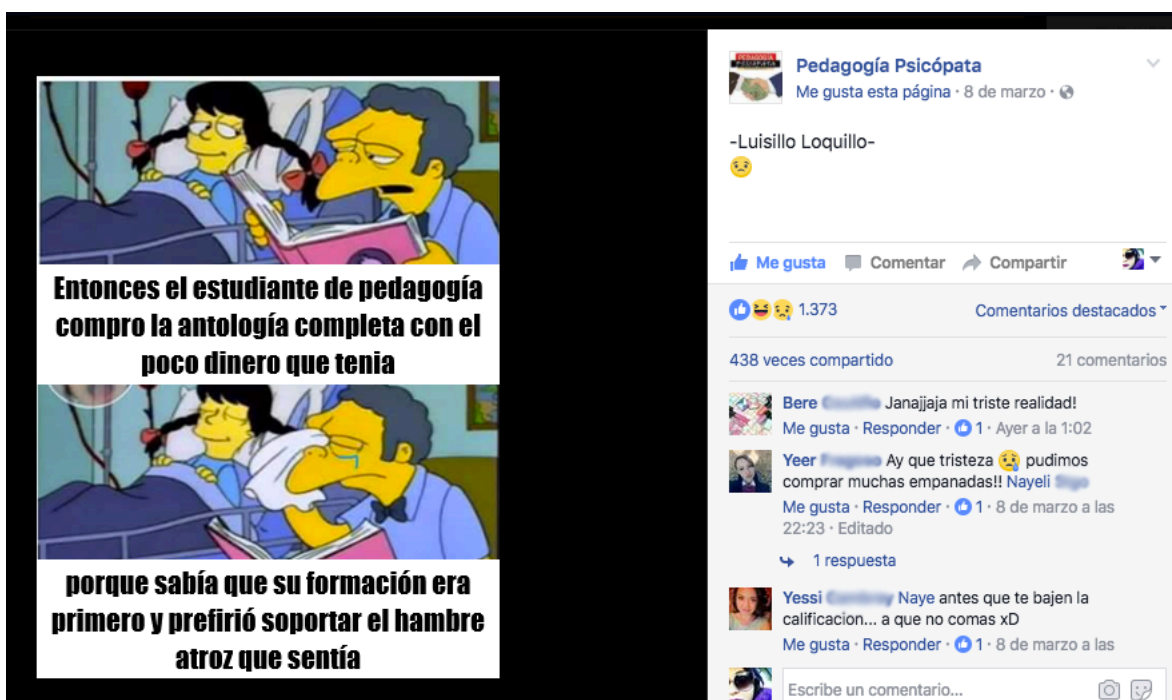 Entonces el estudiante de pedagogía
compro la antología completa con el
poco dinero que tenia
porque sabía que su formación era
primero y prefirió soportar el hambre
atroz que sentía
PEDAGOGÍA
PSICÓPATA
Pedagogía Psicópata
Me gusta esta página · 8 de marzo ·
-Luisillo Loquillo-
Me gusta Comentar Compartir
1.373 Comentarios destacados
438 veces compartido 21 comentarios
Bere Janajjaja mi triste realidad!
Me gusta · Responder · 1 · Ayer a la 1:02
Yeer Ay que tristeza pudimos
comprar muchas empanadas!! Nayeli
Me gusta · Responder · 1 · 8 de marzo a las
22:23 · Editado
1 respuesta
Yessi Naye antes que te bajen la
calificacion... a que no comas xD
Me gusta · Responder · 1 · 8 de marzo a las
Escribe un comentario...